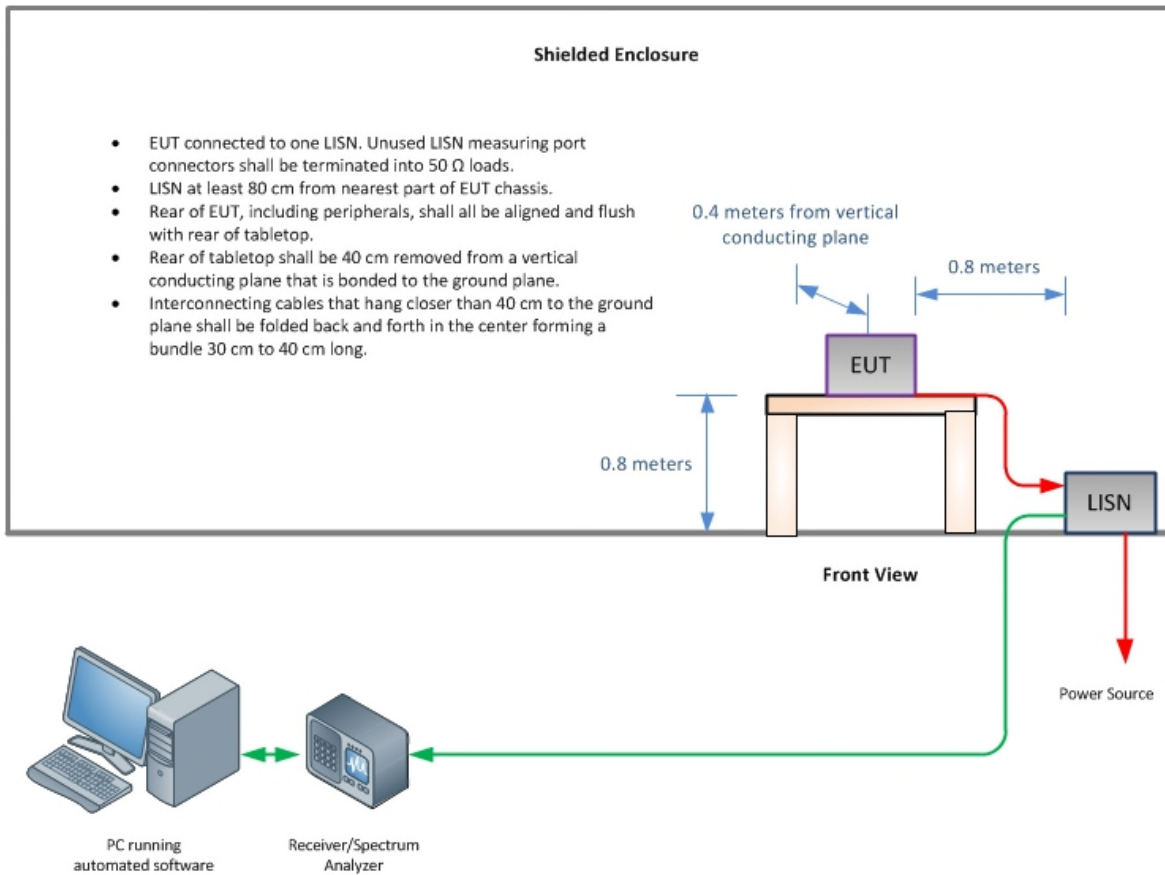 Shielded Enclosure
• EUT connected to one LISN. Unused LISN measuring port
connectors shall be terminated into 50 Ω loads.
• LISN at least 80 cm from nearest part of EUT chassis.
• Rear of EUT, including peripherals, shall all be aligned and flush
with rear of tabletop.
• Rear of tabletop shall be 40 cm removed from a vertical
conducting plane that is bonded to the ground plane.
• Interconnecting cables that hang closer than 40 cm to the ground
plane shall be folded back and forth in the center forming a
bundle 30 cm to 40 cm long.
0.4 meters from vertical
conducting plane
0.8 meters
EUT
0.8 meters
LISN
Front View
Power Source
PC running
automated software
Receiver/Spectrum
Analyzer